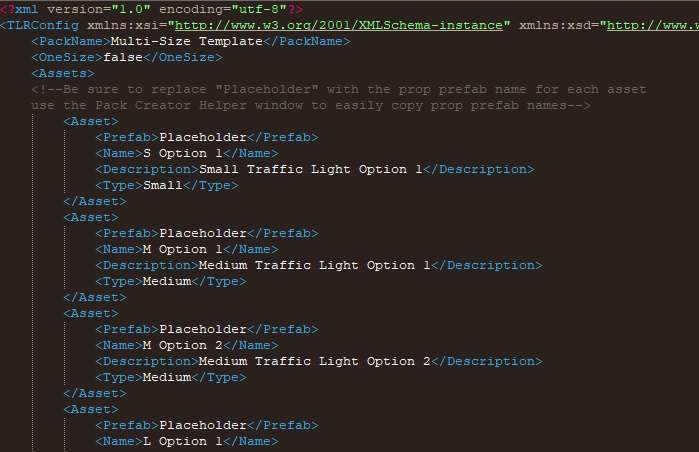 <?xml version="1.0" encoding="utf-8"?>
<TLRConfig xmlns:xsi="http://www.w3.org/2001/XMLSchema-instance" xmlns:xsd="http://www.
<PackName>Multi-Size Template</PackName>
<OneSize>false</OneSize>
<Assets>
<!--Be sure to replace "Placeholder" with the prop prefab name for each asset
use the Pack Creator Helper window to easily copy prop prefab names-->
<Asset>
<Prefab>Placeholder</Prefab>
<Name>S Option 1</Name>
<Description>Small Traffic Light Option 1</Description>
<Type>Small</Type>
</Asset>
<Asset>
<Prefab>Placeholder</Prefab>
<Name>M Option 1</Name>
<Description>Medium Traffic Light Option 1</Description>
<Type>Medium</Type>
</Asset>
<Asset>
<Prefab>Placeholder</Prefab>
<Name>M Option 2</Name>
<Description>Medium Traffic Light Option 2</Description>
<Type>Medium</Type>
</Asset>
<Asset>
<Prefab>Placeholder</Prefab>
<Name>L Option 1</Name>